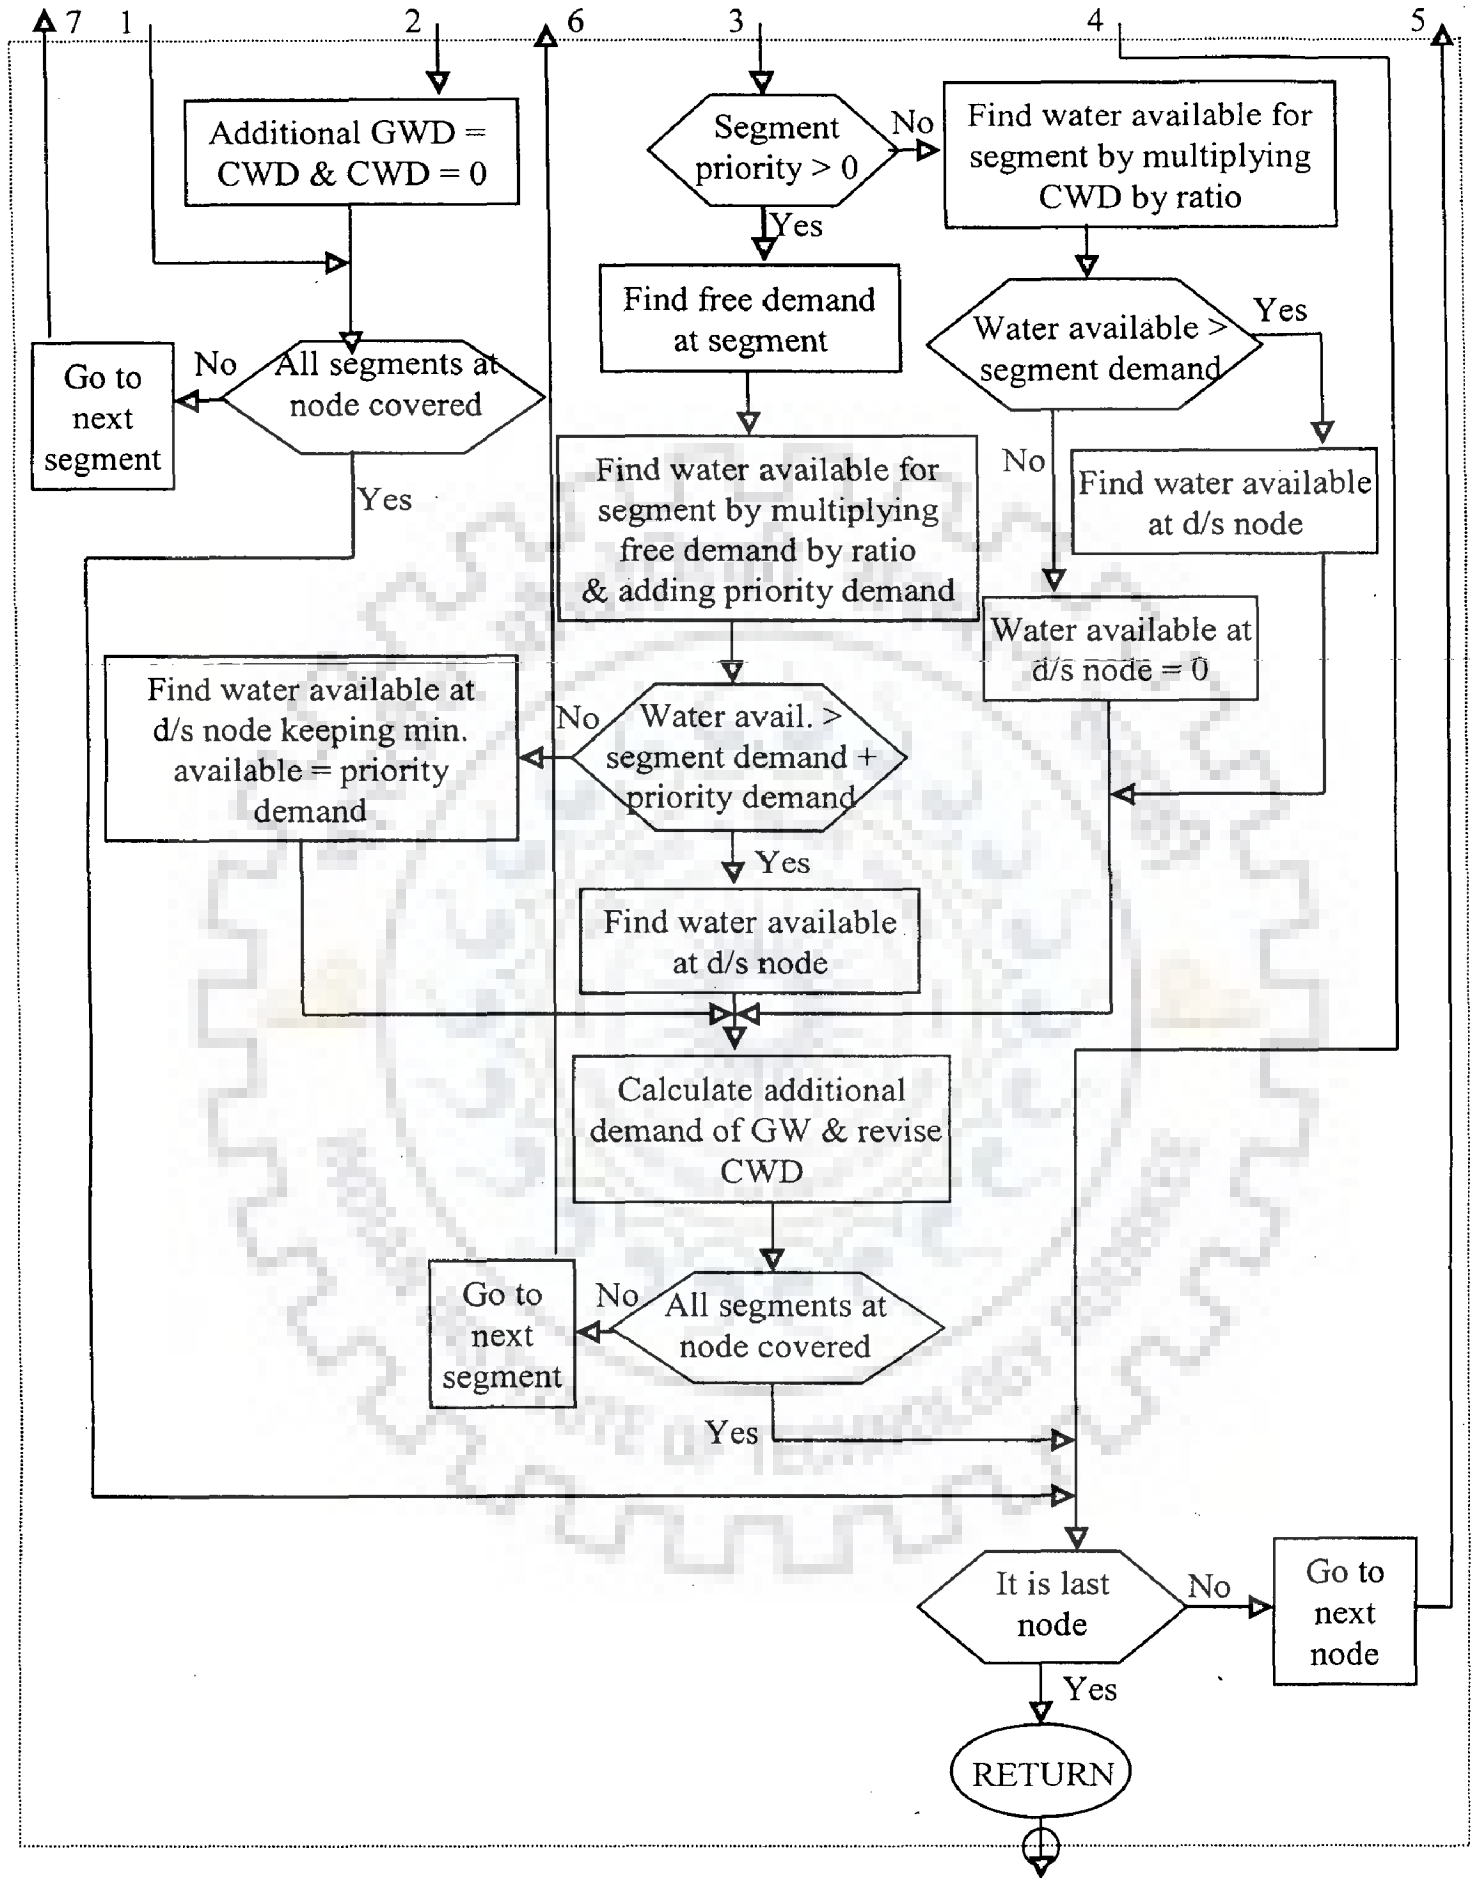 7
1
2
6
3
4
5
Additional GWD =
CWD & CWD = 0
Segment
priority > 0
No
Yes
Find water available for
segment by multiplying
CWD by ratio
Find free demand
at segment
Water available >
segment demand
Yes
No
All segments at
node covered
No
Yes
Go to
next
segment
Find water available for
segment by multiplying
free demand by ratio
& adding priority demand
Find water available
at d/s node
Water available at
d/s node = 0
Find water available at
d/s node keeping min.
available = priority
demand
No
Water avail. >
segment demand +
priority demand
Yes
Find water available
at d/s node
Calculate additional
demand of GW & revise
CWD
Go to
next
segment
No
All segments at
node covered
Yes
It is last
node
No
Go to
next
node
Yes
RETURN